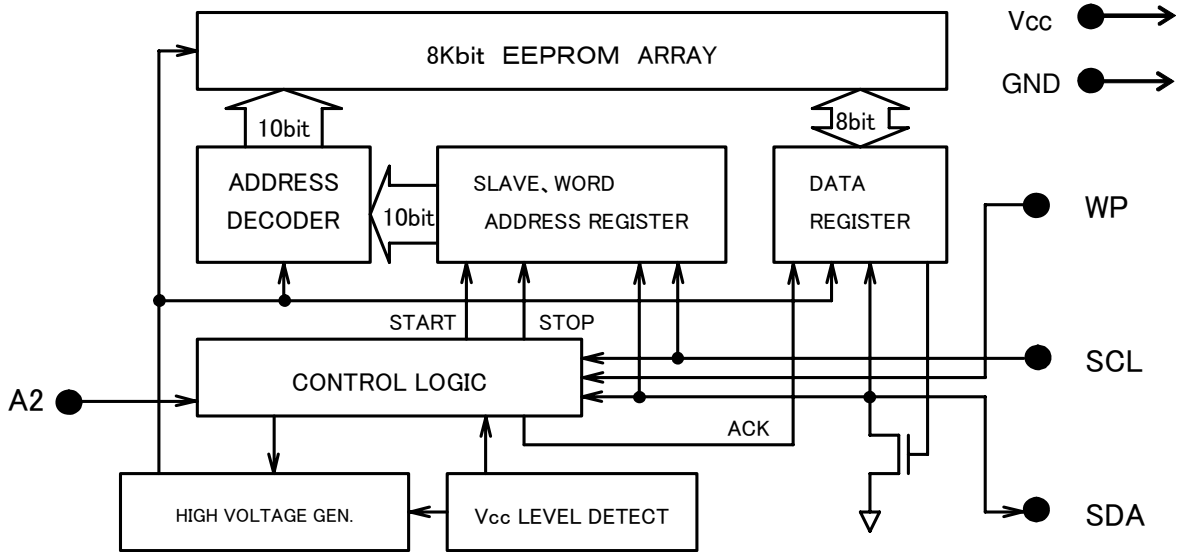 Vcc
8Kbit EEPROM ARRAY
GND
10bit
8bit
ADDRESS
DECODER
10bit
SLAVE、WORD
ADDRESS REGISTER
DATA
REGISTER
WP
START
STOP
CONTROL LOGIC
SCL
A2
ACK
HIGH VOLTAGE GEN.
Vcc LEVEL DETECT
SDA